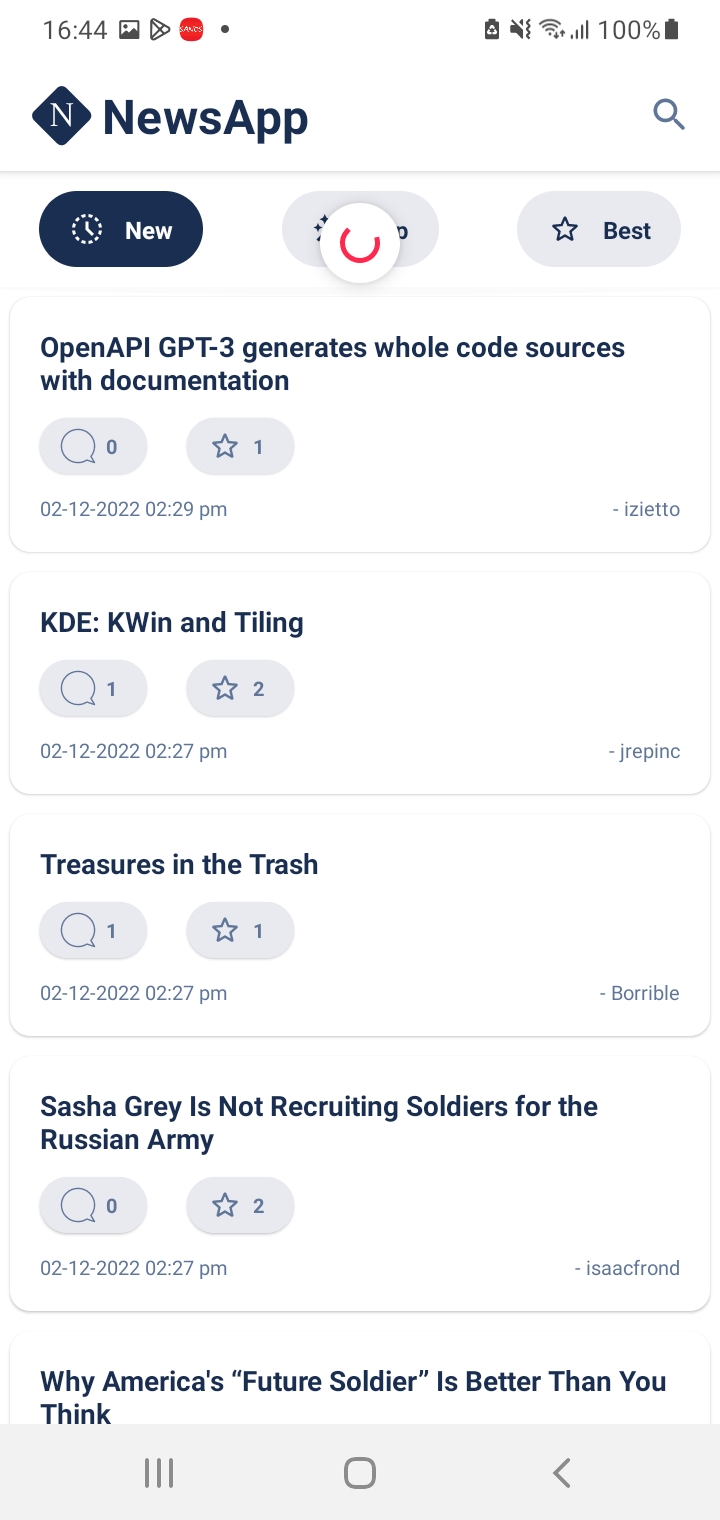 16:44 SANDS 100%
N NewsApp
New Best
OpenAPI GPT-3 generates whole code sources
with documentation
0 1
02-12-2022 02:29 pm - izietto
KDE: KWin and Tiling
1 2
02-12-2022 02:27 pm - jrepinc
Treasures in the Trash
1 1
02-12-2022 02:27 pm - Borrible
Sasha Grey Is Not Recruiting Soldiers for the
Russian Army
0 2
02-12-2022 02:27 pm - isaacfrond
Why America's “Future Soldier” Is Better Than You
Think